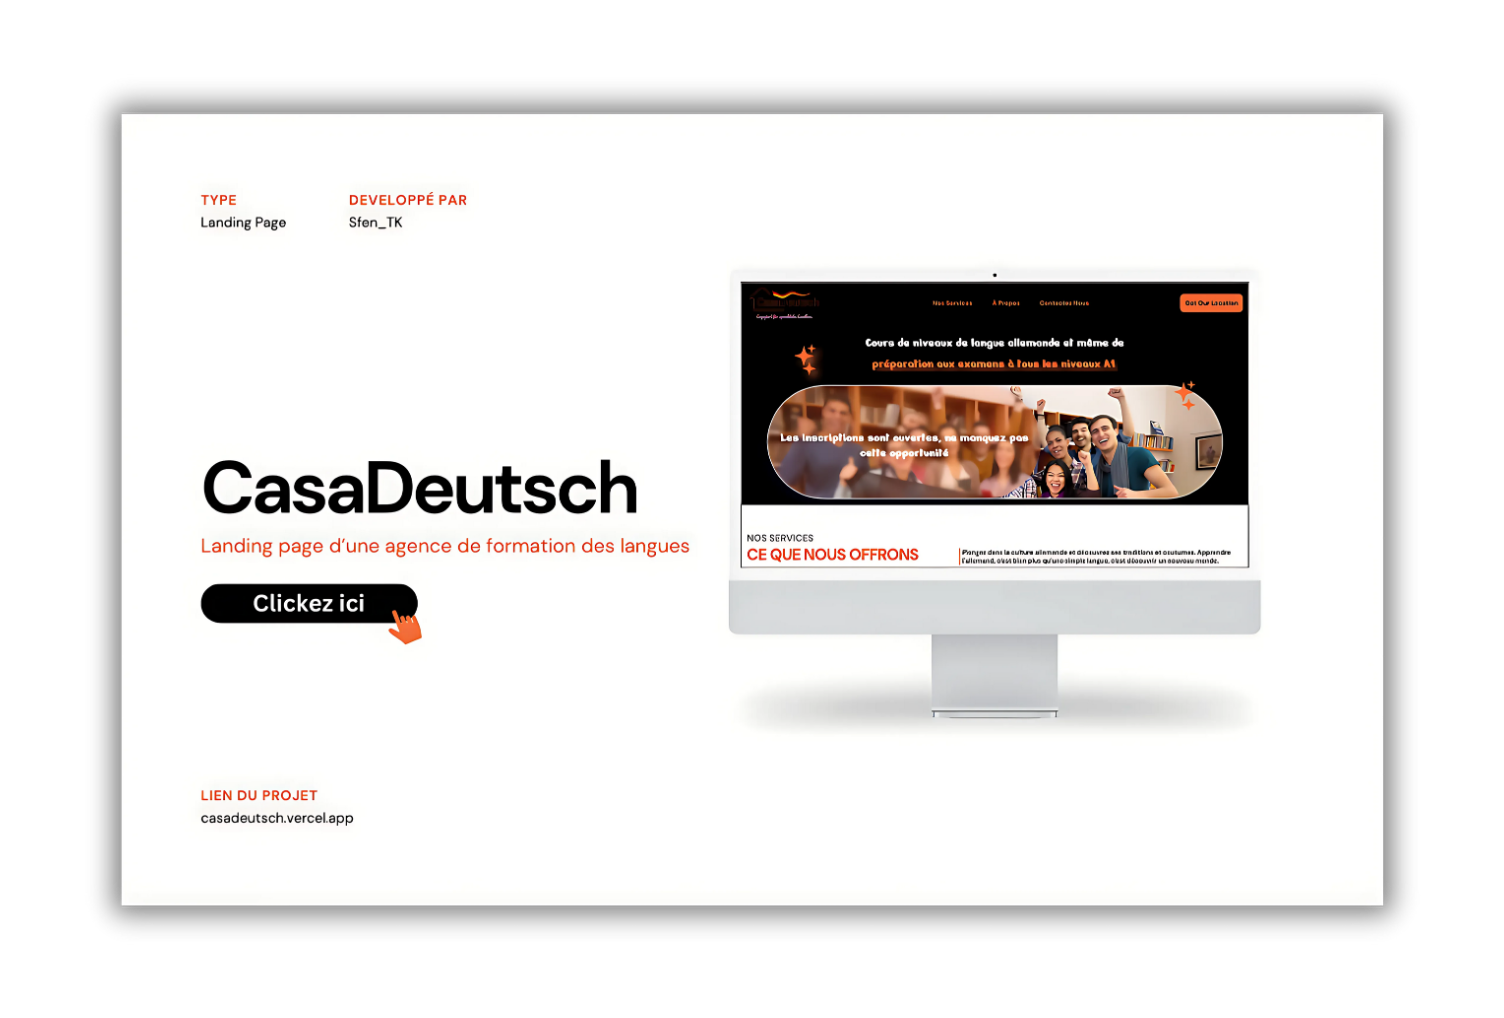 TYPE
Landing Page
DEVELOPPÉ PAR
Sfen_TK
CasaDeutsch
Landing page d'une agence de formation des langues
Clickez ici
LIEN DU PROJET
casadeutsch.vercel.app
Nos Services
À Propos
Contactez Nous
Get Our Location
Cours de niveaux de langue allemande et même de
préparation aux examens à tous les niveaux A1
Les inscriptions sont ouvertes, ne manquez pas
cette opportunité
NOS SERVICES
CE QUE NOUS OFFRONS
Plongez dans la culture allemande et découvrez ses traditions et coutumes. Apprendre
l'allemand, c'est bien plus qu'une simple langue, c'est découvrir un nouveau monde.